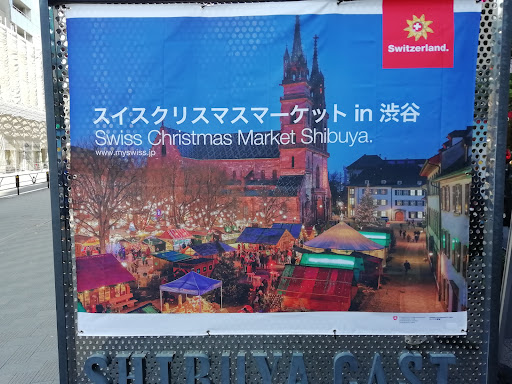 Switzerland.
スイスクリスマスマーケット in 渋谷
Swiss Christmas Market Shibuya.
www.myswiss.jp
SHIBUYA CAST